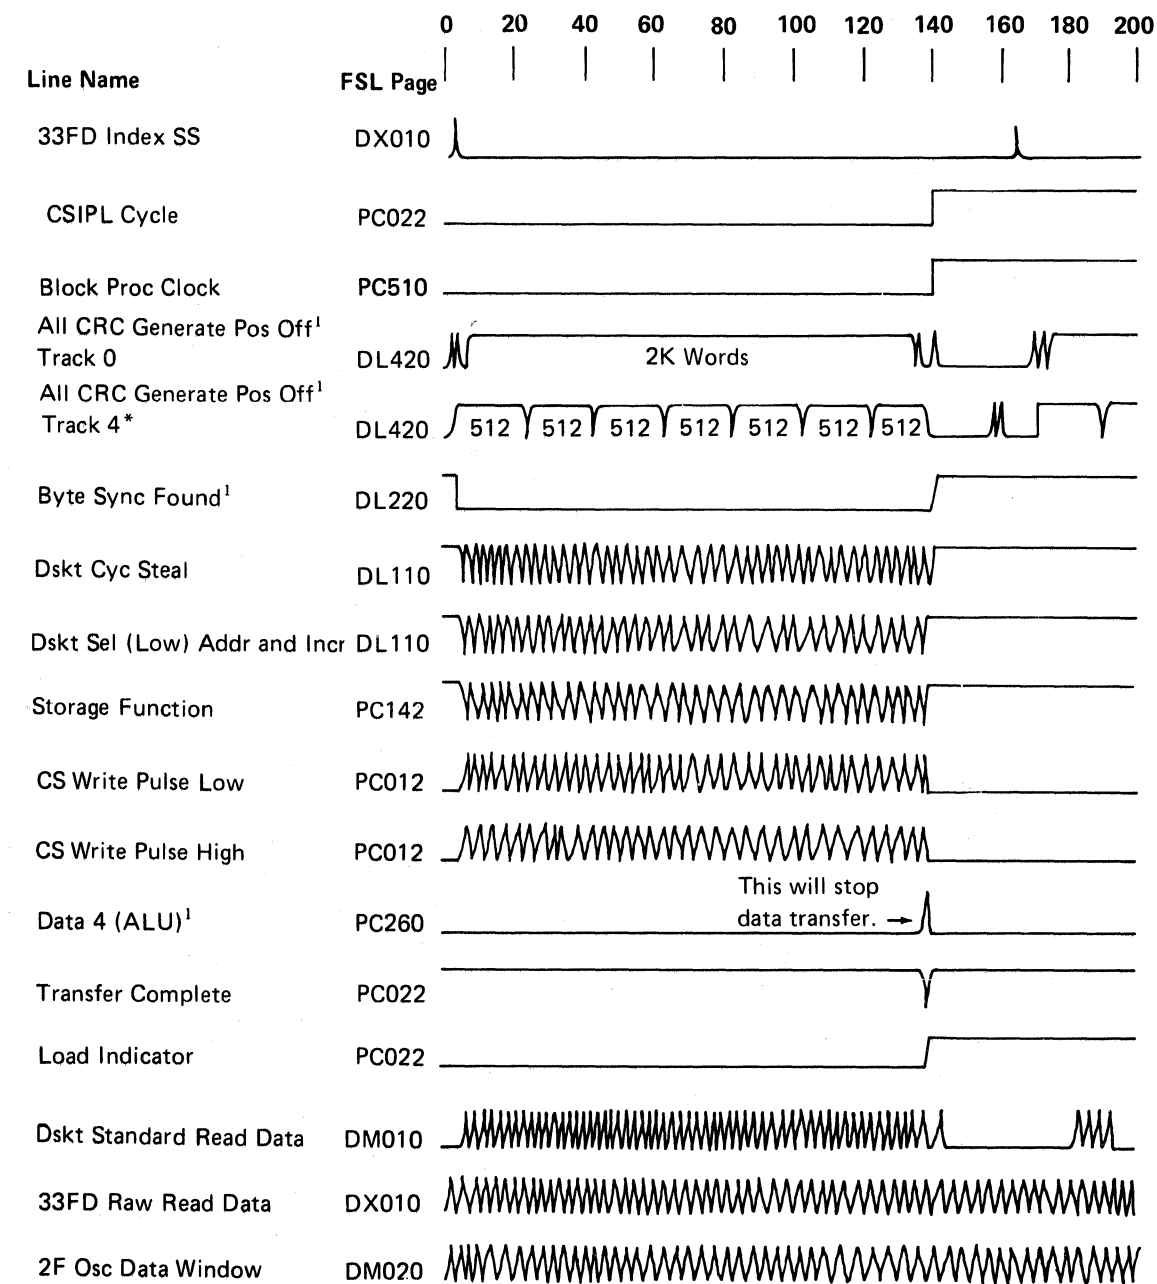 0 20 40 60 80 100 120 140 160 180 200
Line Name FSL Page
33FD Index SS DX010
CSIPL Cycle PC022
Block Proc Clock PC510
All CRC Generate Pos Off¹
Track 0 DL420 2K Words
All CRC Generate Pos Off¹
Track 4* DL420 512 512 512 512 512 512 512
Byte Sync Found¹ DL220
Dskt Cyc Steal DL110
Dskt Sel (Low) Addr and Incr DL110
Storage Function PC142
CS Write Pulse Low PC012
CS Write Pulse High PC012
This will stop
Data 4 (ALU)¹ PC260 data transfer. →
Transfer Complete PC022
Load Indicator PC022
Dskt Standard Read Data DM010
33FD Raw Read Data DX010
2F Osc Data Window DM020